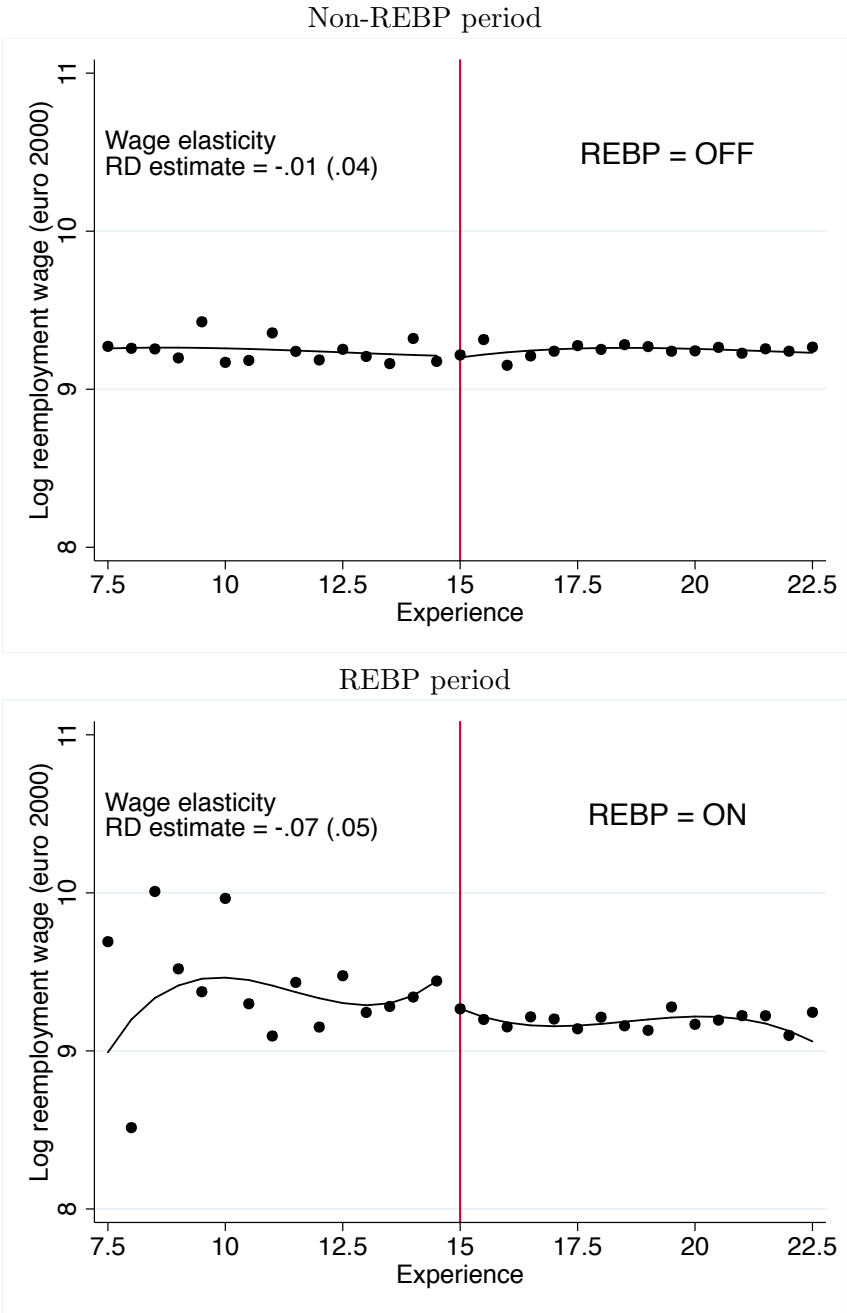 Non-REBP period
Wage elasticity
RD estimate = -.01 (.04)
REBP = OFF
Log reemployment wage (euro 2000)
11
10
9
8
7.5 10 12.5 15 17.5 20 22.5
Experience
REBP period
Wage elasticity
RD estimate = -.07 (.05)
REBP = ON
Log reemployment wage (euro 2000)
11
10
9
8
7.5 10 12.5 15 17.5 20 22.5
Experience